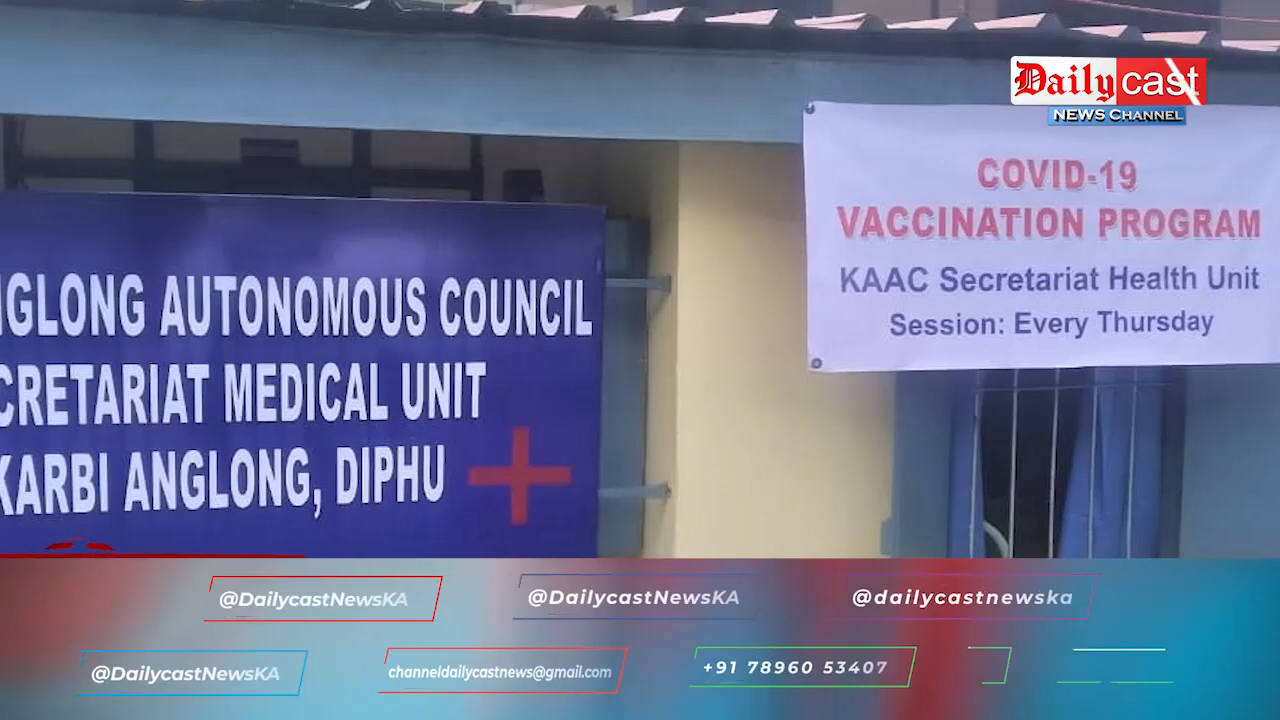 Dailycast
NEWS CHANNEL
COVID-19
VACCINATION PROGRAM
KAAC Secretariat Health Unit
Session: Every Thursday
NGLONG AUTONOMOUS COUNCIL
CRETARIAT MEDICAL UNIT
KARBI ANGLONG, DIPHU
@DailycastNewsKA
@DailycastNewsKA
@dailycastnewska
@DailycastNewsKA
channeldailycastnews@gmail.com
+91 78960 53407